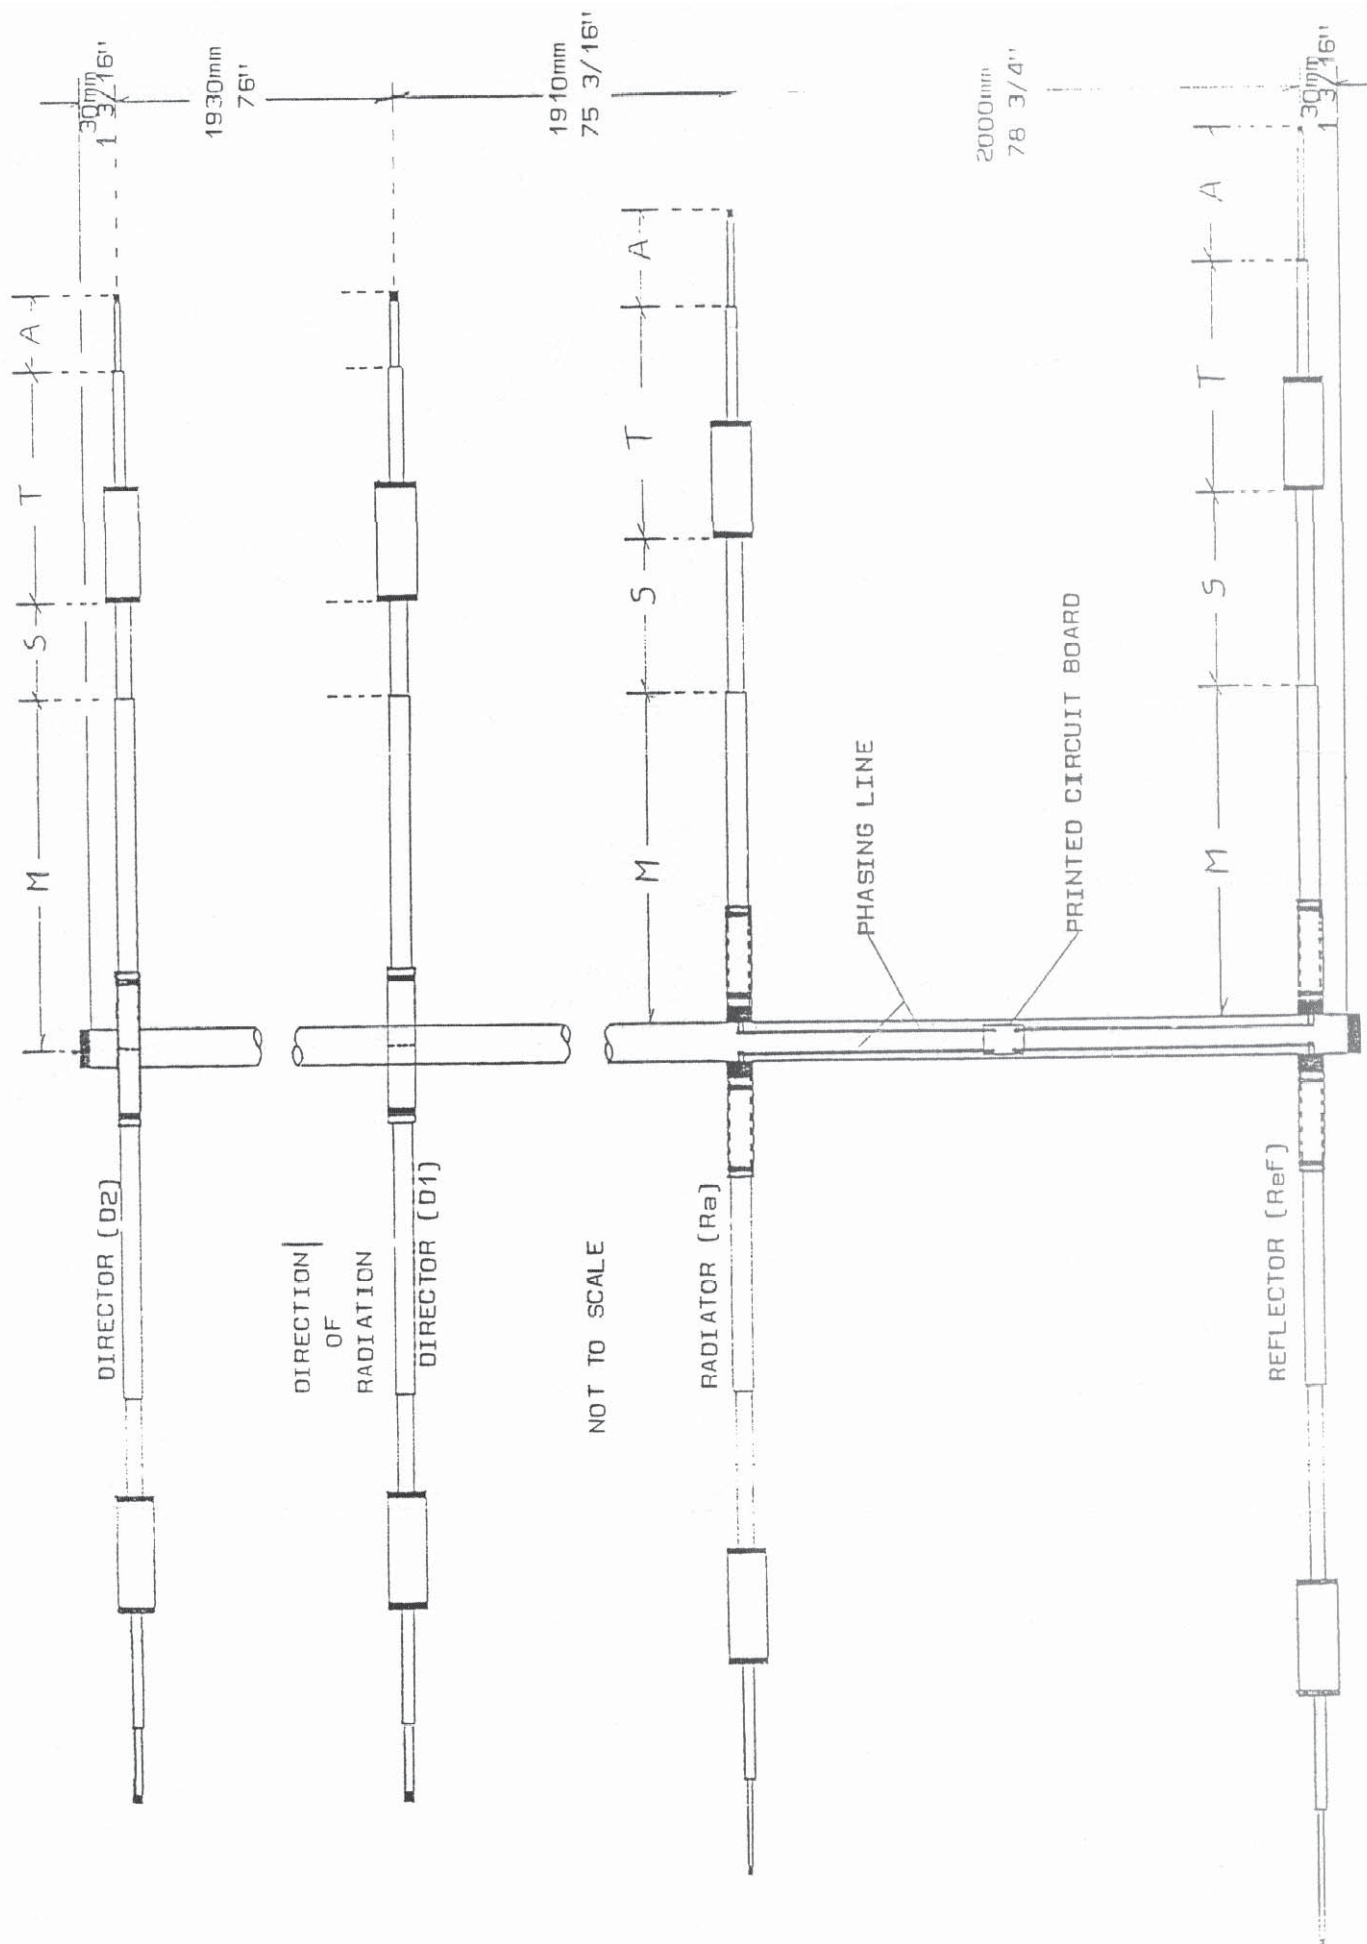 30mm
1 3/16"
1930mm
76"
1910mm
75 3/16"
2000mm
78 3/4"
30mm
1 3/16"
A
T
S
M
A
T
S
M
A
T
S
M
DIRECTOR (D2)
DIRECTION
OF
RADIATION
DIRECTOR (D1)
NOT TO SCALE
RADIATOR (Ra)
PHASING LINE
PRINTED CIRCUIT BOARD
REFLECTOR (Ref)